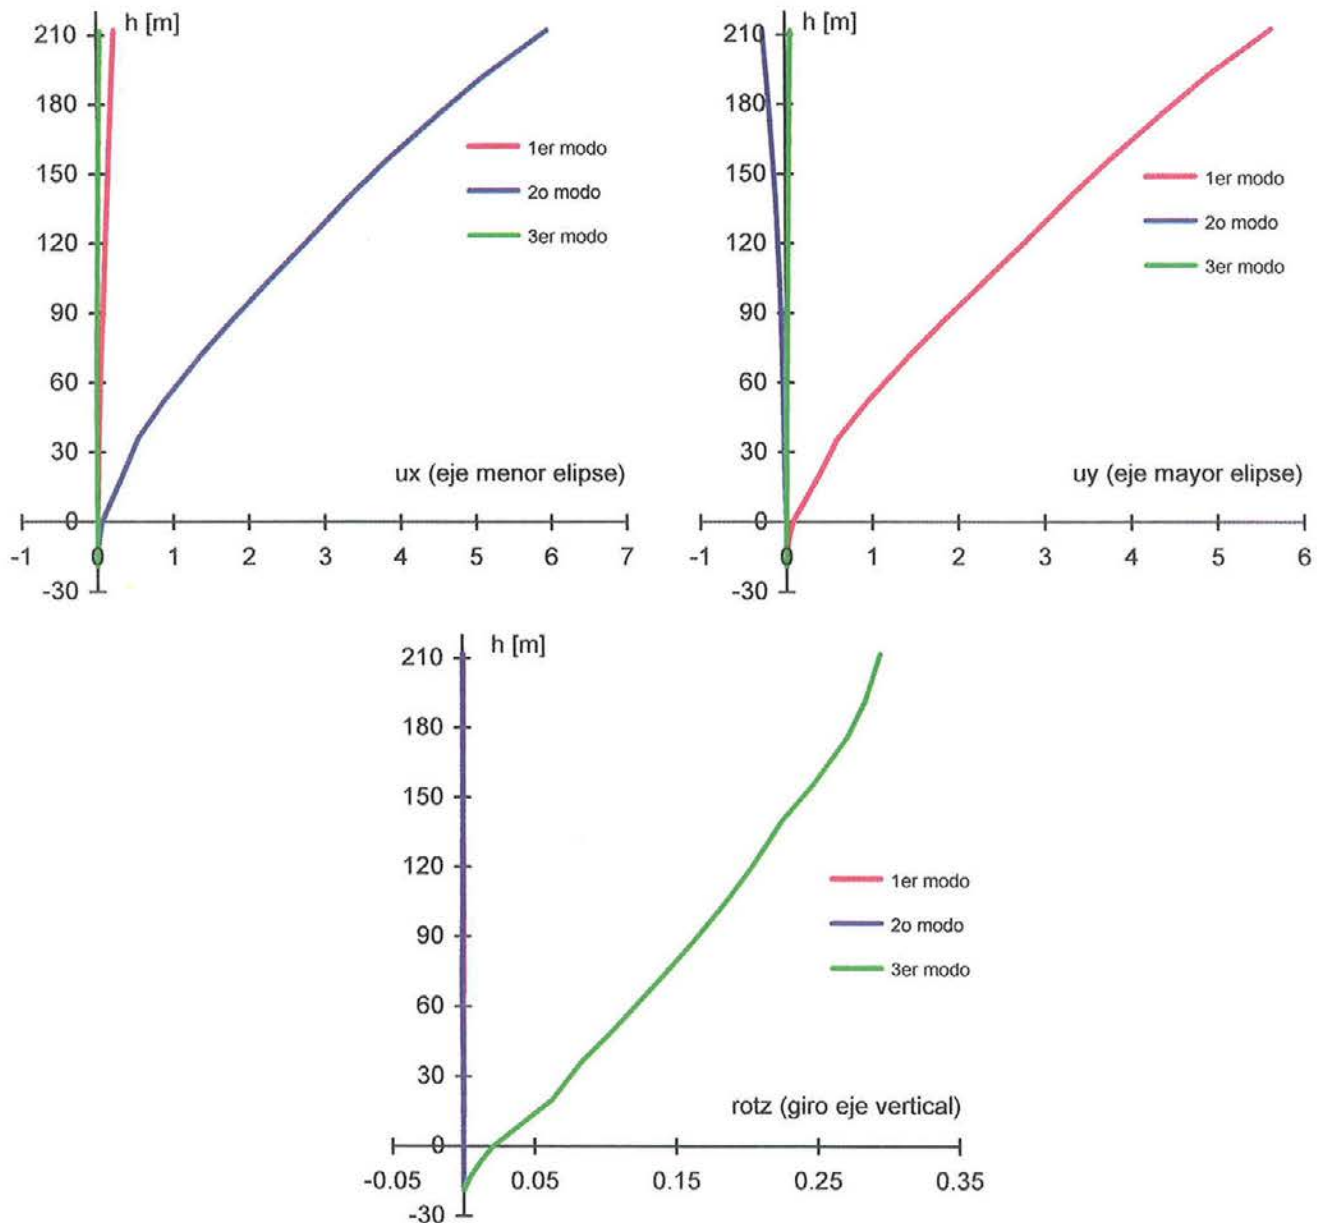 h [m]
210
180
150
120
90
60
30
0
-30
-1 0 1 2 3 4 5 6 7
1er modo
2o modo
3er modo
ux (eje menor elipse)
h [m]
210
180
150
120
90
60
30
0
-30
-1 0 1 2 3 4 5 6
1er modo
2o modo
3er modo
uy (eje mayor elipse)
h [m]
210
180
150
120
90
60
30
0
-30
-0.05 0.05 0.15 0.25 0.35
1er modo
2o modo
3er modo
rotz (giro eje vertical)